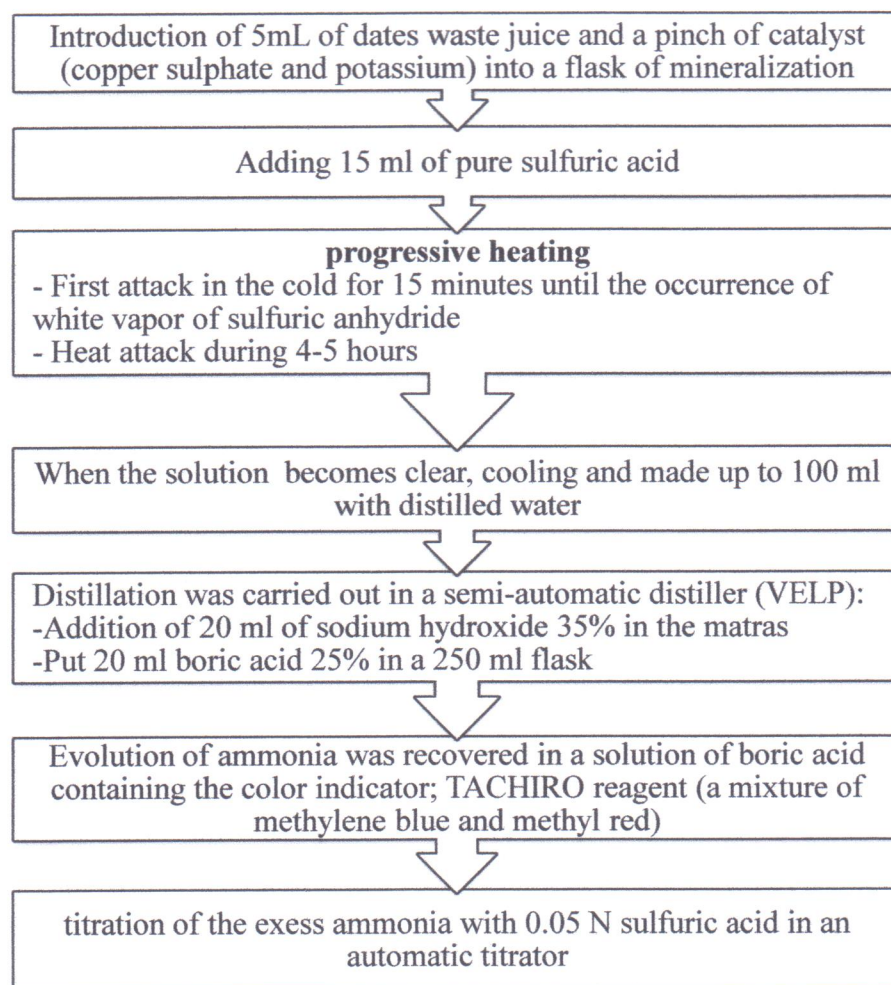 Introduction of 5mL of dates waste juice and a pinch of catalyst
(copper sulphate and potassium) into a flask of mineralization
Adding 15 ml of pure sulfuric acid
progressive heating
- First attack in the cold for 15 minutes until the occurrence of
white vapor of sulfuric anhydride
- Heat attack during 4-5 hours
When the solution becomes clear, cooling and made up to 100 ml
with distilled water
Distillation was carried out in a semi-automatic distiller (VELP):
-Addition of 20 ml of sodium hydroxide 35% in the matras
-Put 20 ml boric acid 25% in a 250 ml flask
Evolution of ammonia was recovered in a solution of boric acid
containing the color indicator; TACHIRO reagent (a mixture of
methylene blue and methyl red)
titration of the exess ammonia with 0.05 N sulfuric acid in an
automatic titrator